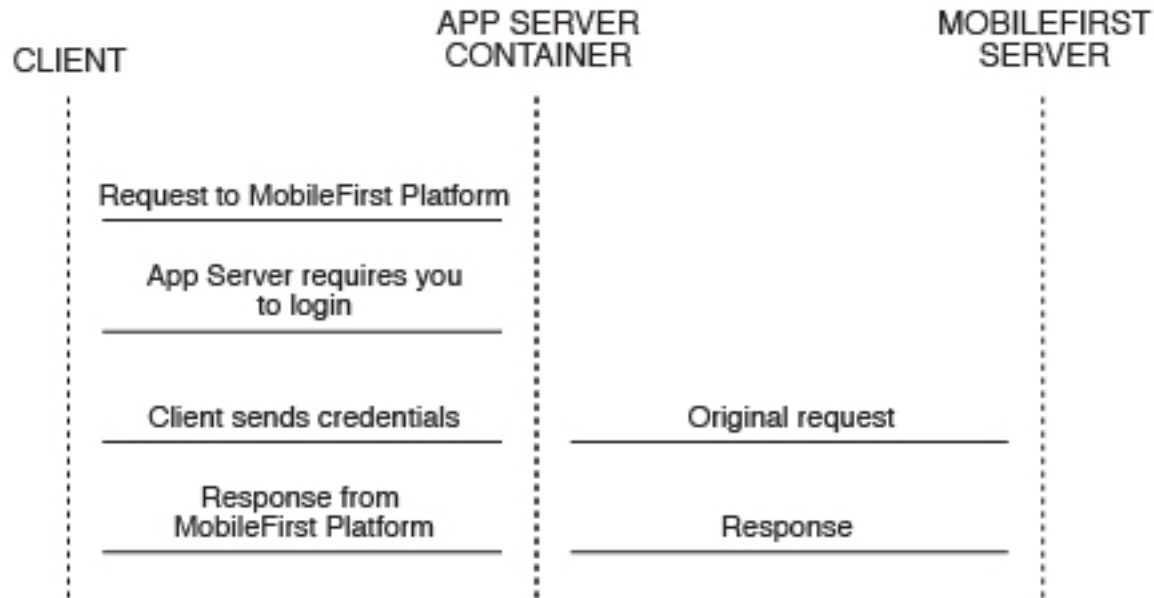 CLIENT
APP SERVER
CONTAINER
MOBILEFIRST
SERVER
Request to MobileFirst Platform
App Server requires you
to login
Client sends credentials
Original request
Response from
MobileFirst Platform
Response